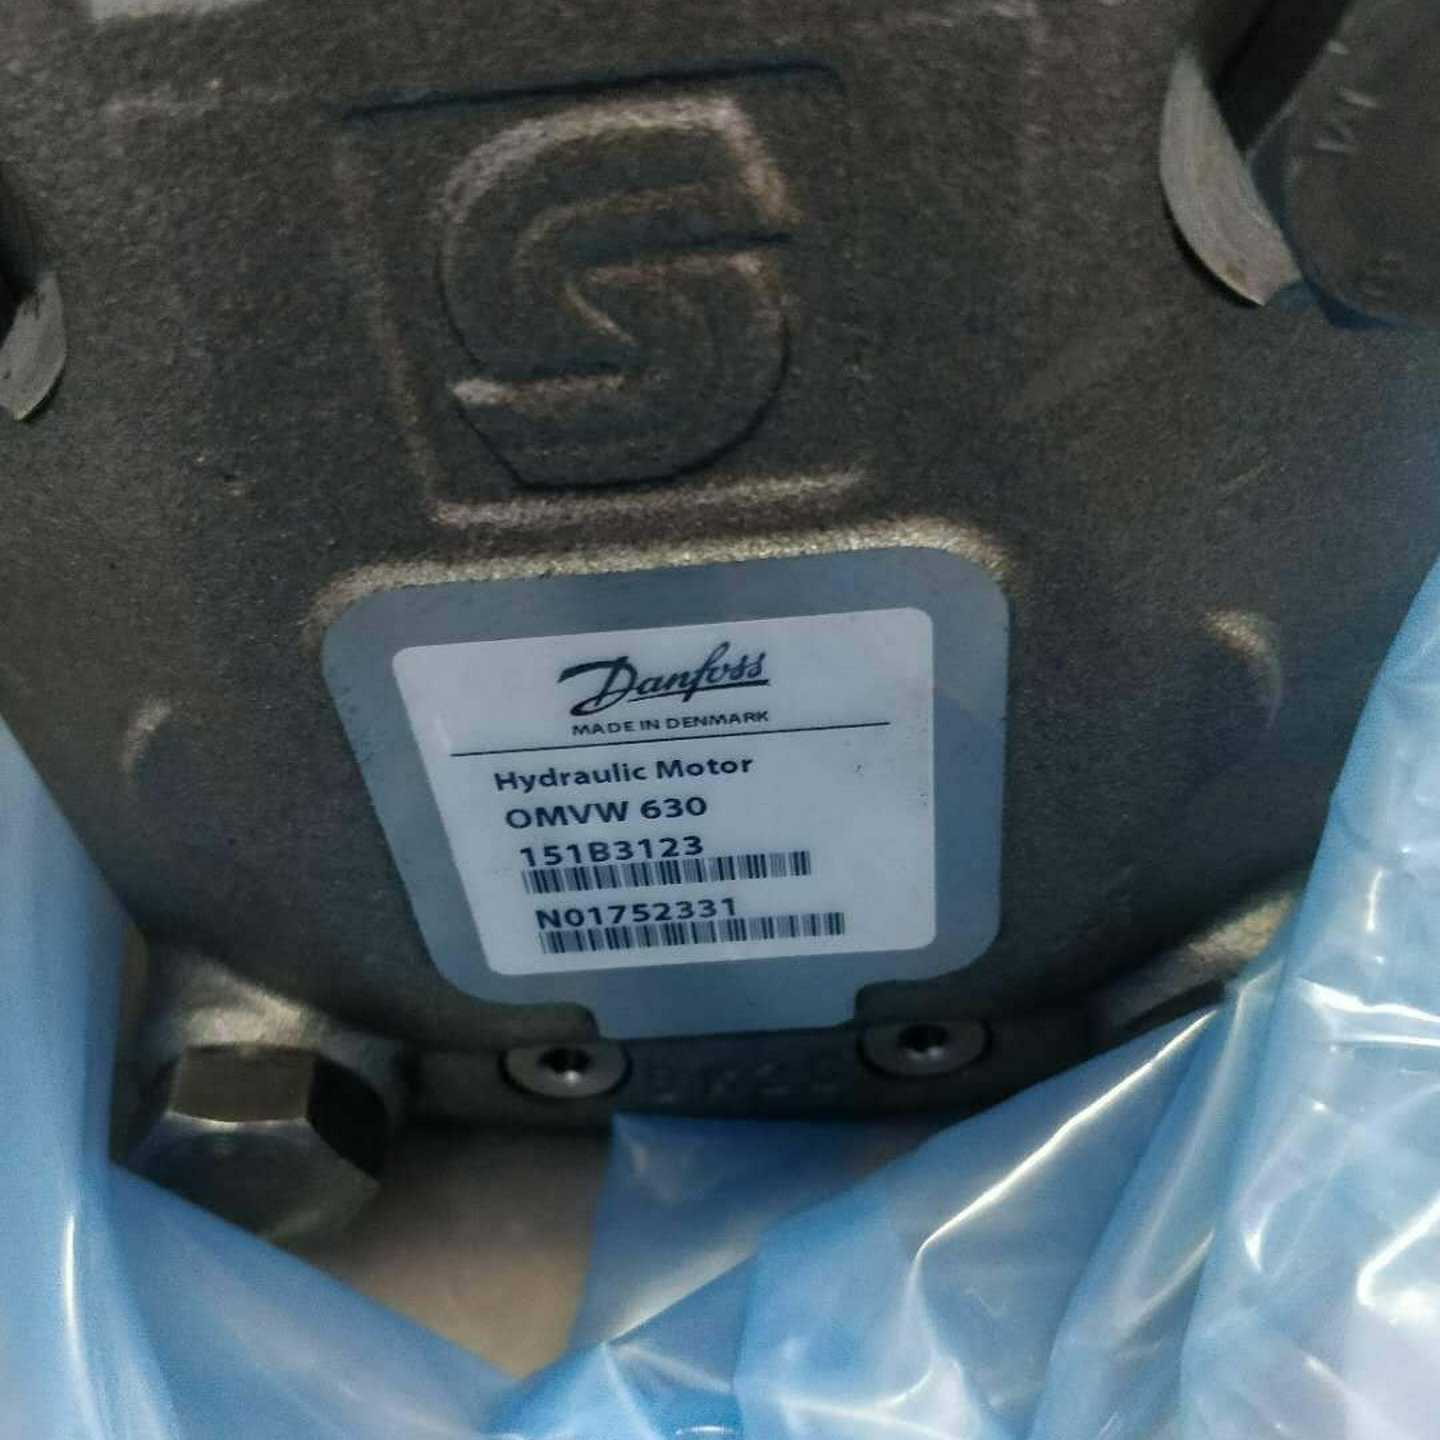 Danfoss
MADE IN DENMARK
Hydraulic Motor
OMVW 630
151B3123
N01752331